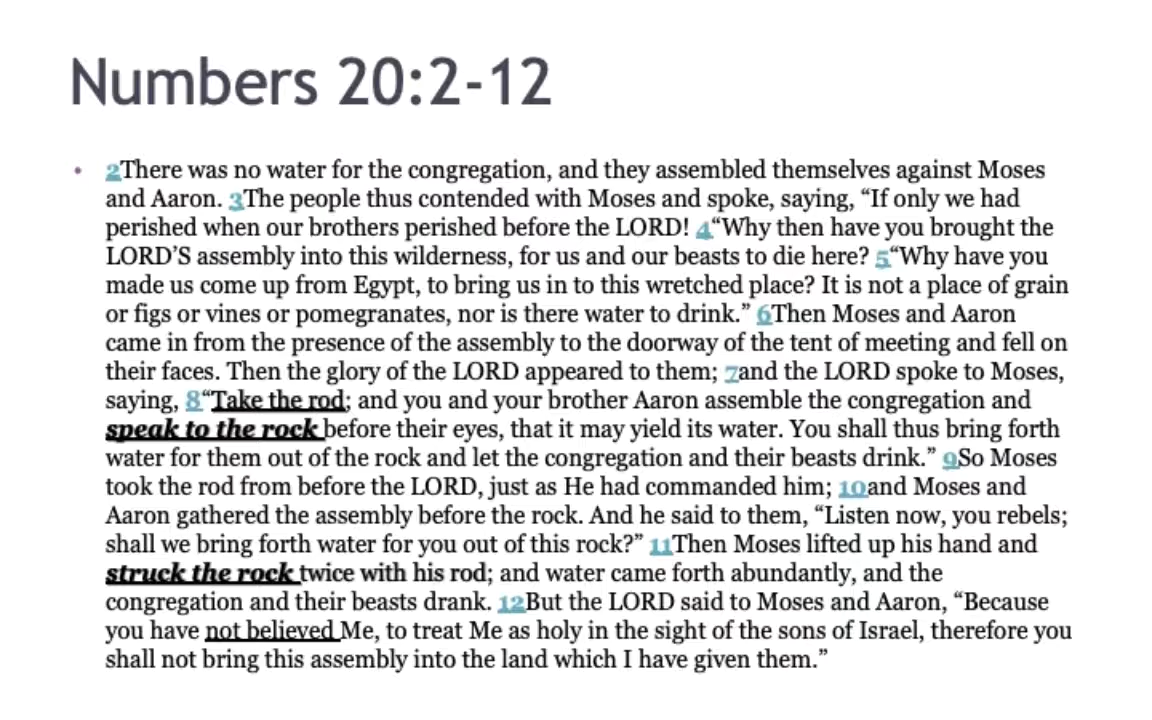 Numbers 20:2-12
• 2There was no water for the congregation, and they assembled themselves against Moses
and Aaron. 3The people thus contended with Moses and spoke, saying, “If only we had
perished when our brothers perished before the LORD! 4“Why then have you brought the
LORD’S assembly into this wilderness, for us and our beasts to die here? 5“Why have you
made us come up from Egypt, to bring us in to this wretched place? It is not a place of grain
or figs or vines or pomegranates, nor is there water to drink.” 6Then Moses and Aaron
came in from the presence of the assembly to the doorway of the tent of meeting and fell on
their faces. Then the glory of the LORD appeared to them; 7and the LORD spoke to Moses,
saying, 8“Take the rod; and you and your brother Aaron assemble the congregation and
speak to the rock before their eyes, that it may yield its water. You shall thus bring forth
water for them out of the rock and let the congregation and their beasts drink.” 9So Moses
took the rod from before the LORD, just as He had commanded him; 10and Moses and
Aaron gathered the assembly before the rock. And he said to them, “Listen now, you rebels;
shall we bring forth water for you out of this rock?” 11Then Moses lifted up his hand and
struck the rock twice with his rod; and water came forth abundantly, and the
congregation and their beasts drank. 12But the LORD said to Moses and Aaron, “Because
you have not believed Me, to treat Me as holy in the sight of the sons of Israel, therefore you
shall not bring this assembly into the land which I have given them.”